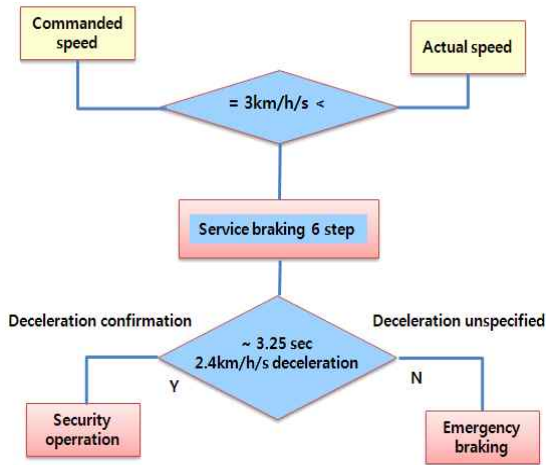 Commanded
speed
Actual speed
= 3km/h/s <
Service braking 6 step
Deceleration confirmation
Deceleration unspecified
~ 3.25 sec
2.4km/h/s deceleration
Y
N
Security
operration
Emergency
braking